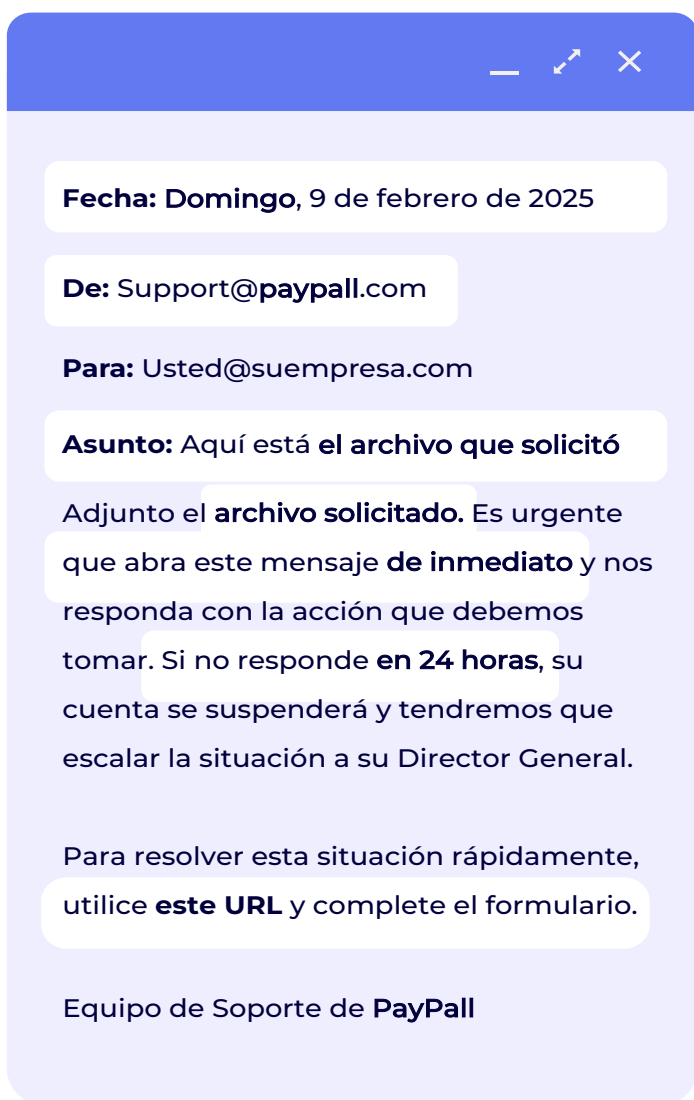 Fecha: Domingo, 9 de febrero de 2025
De: Support@paypall.com
Para: Usted@suempresa.com
Asunto: Aquí está el archivo que solicitó
Adjunto el archivo solicitado. Es urgente
que abra este mensaje de inmediato y nos
responda con la acción que debemos
tomar. Si no responde en 24 horas, su
cuenta se suspenderá y tendremos que
escalar la situación a su Director General.
Para resolver esta situación rápidamente,
utilice este URL y complete el formulario.
Equipo de Soporte de PayPall